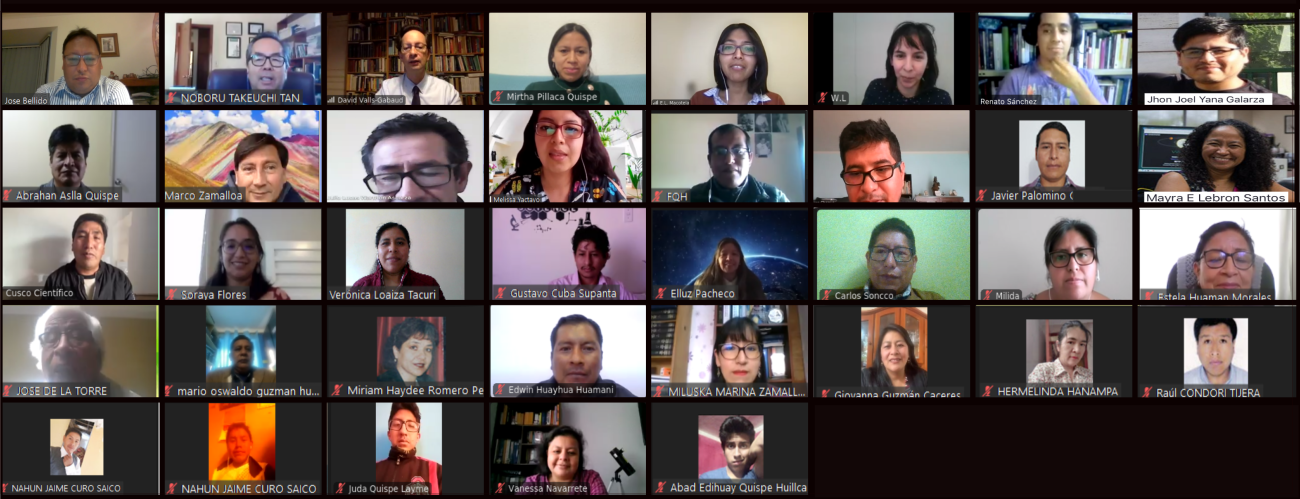 Jose Bellido
NOBORU TAKEUCHI TAN
David Valls-Gabaud
Mirtha Pillaca Quispe
E.L. Macotela
W.L
Renato Sánchez
Jhon Joel Yana Galarza
Abrahan Aslla Quispe
Marco Zamalloa
Melissa Yactayo
FQH
Javier Palomino
Mayra E Lebron Santos
Cusco Científico
Soraya Flores
Verónica Loaiza Tacuri
Gustavo Cuba Supanta
Elluz Pacheco
Carlos Soncco
Milida
Estela Huaman Morales
JOSE DE LA TORRE
mario oswaldo guzman hu...
Miriam Haydee Romero Pe
Edwin Huayhua Huamani
MILUSKA MARINA ZAMALL...
Giovanna Guzmán Caceres
HERMELINDA HANAMPA
Raúl CONDORI TIJERA
NAHUN JAIME CURO SAICO
NAHUN JAIME CURO SAICO
Juda Quispe Layme
Vanessa Navarrete
Abad Edihuay Quispe Huillca